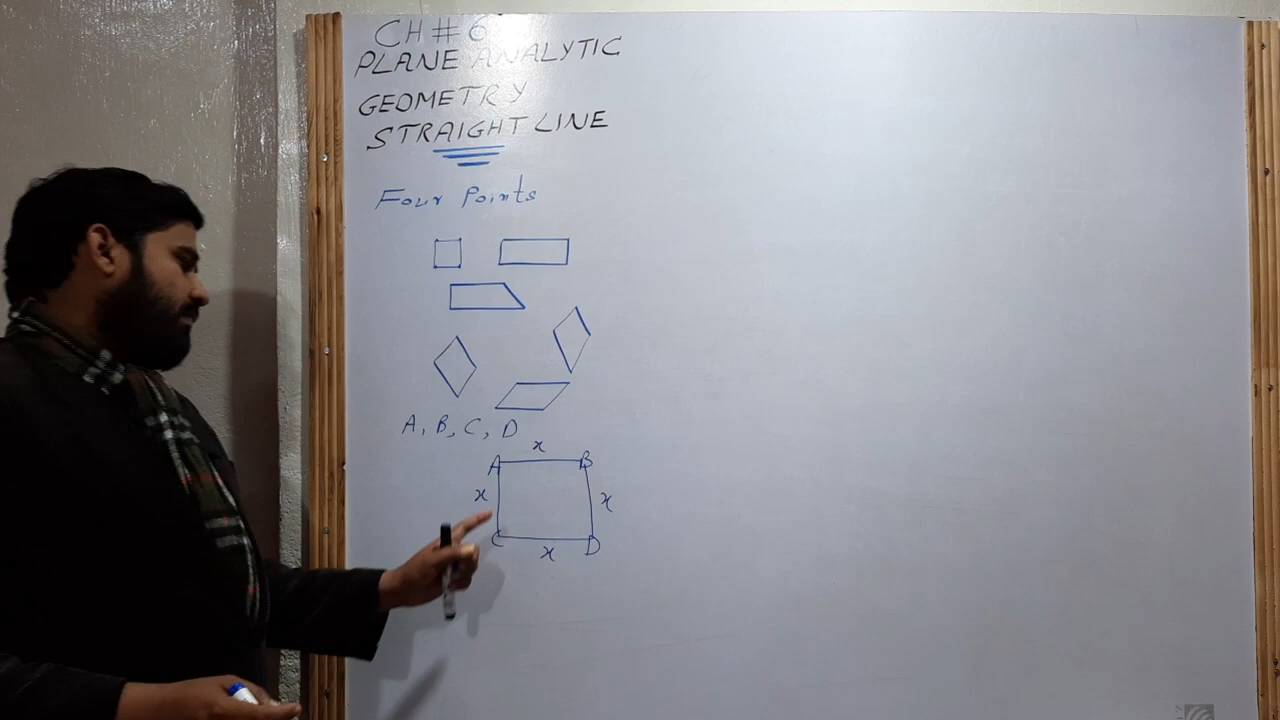 CH # 6
PLANE ANALYTIC
GEOMETRY
STRAIGHT LINE
Four Points
A, B, C, D
x
A B
x x
C D
x